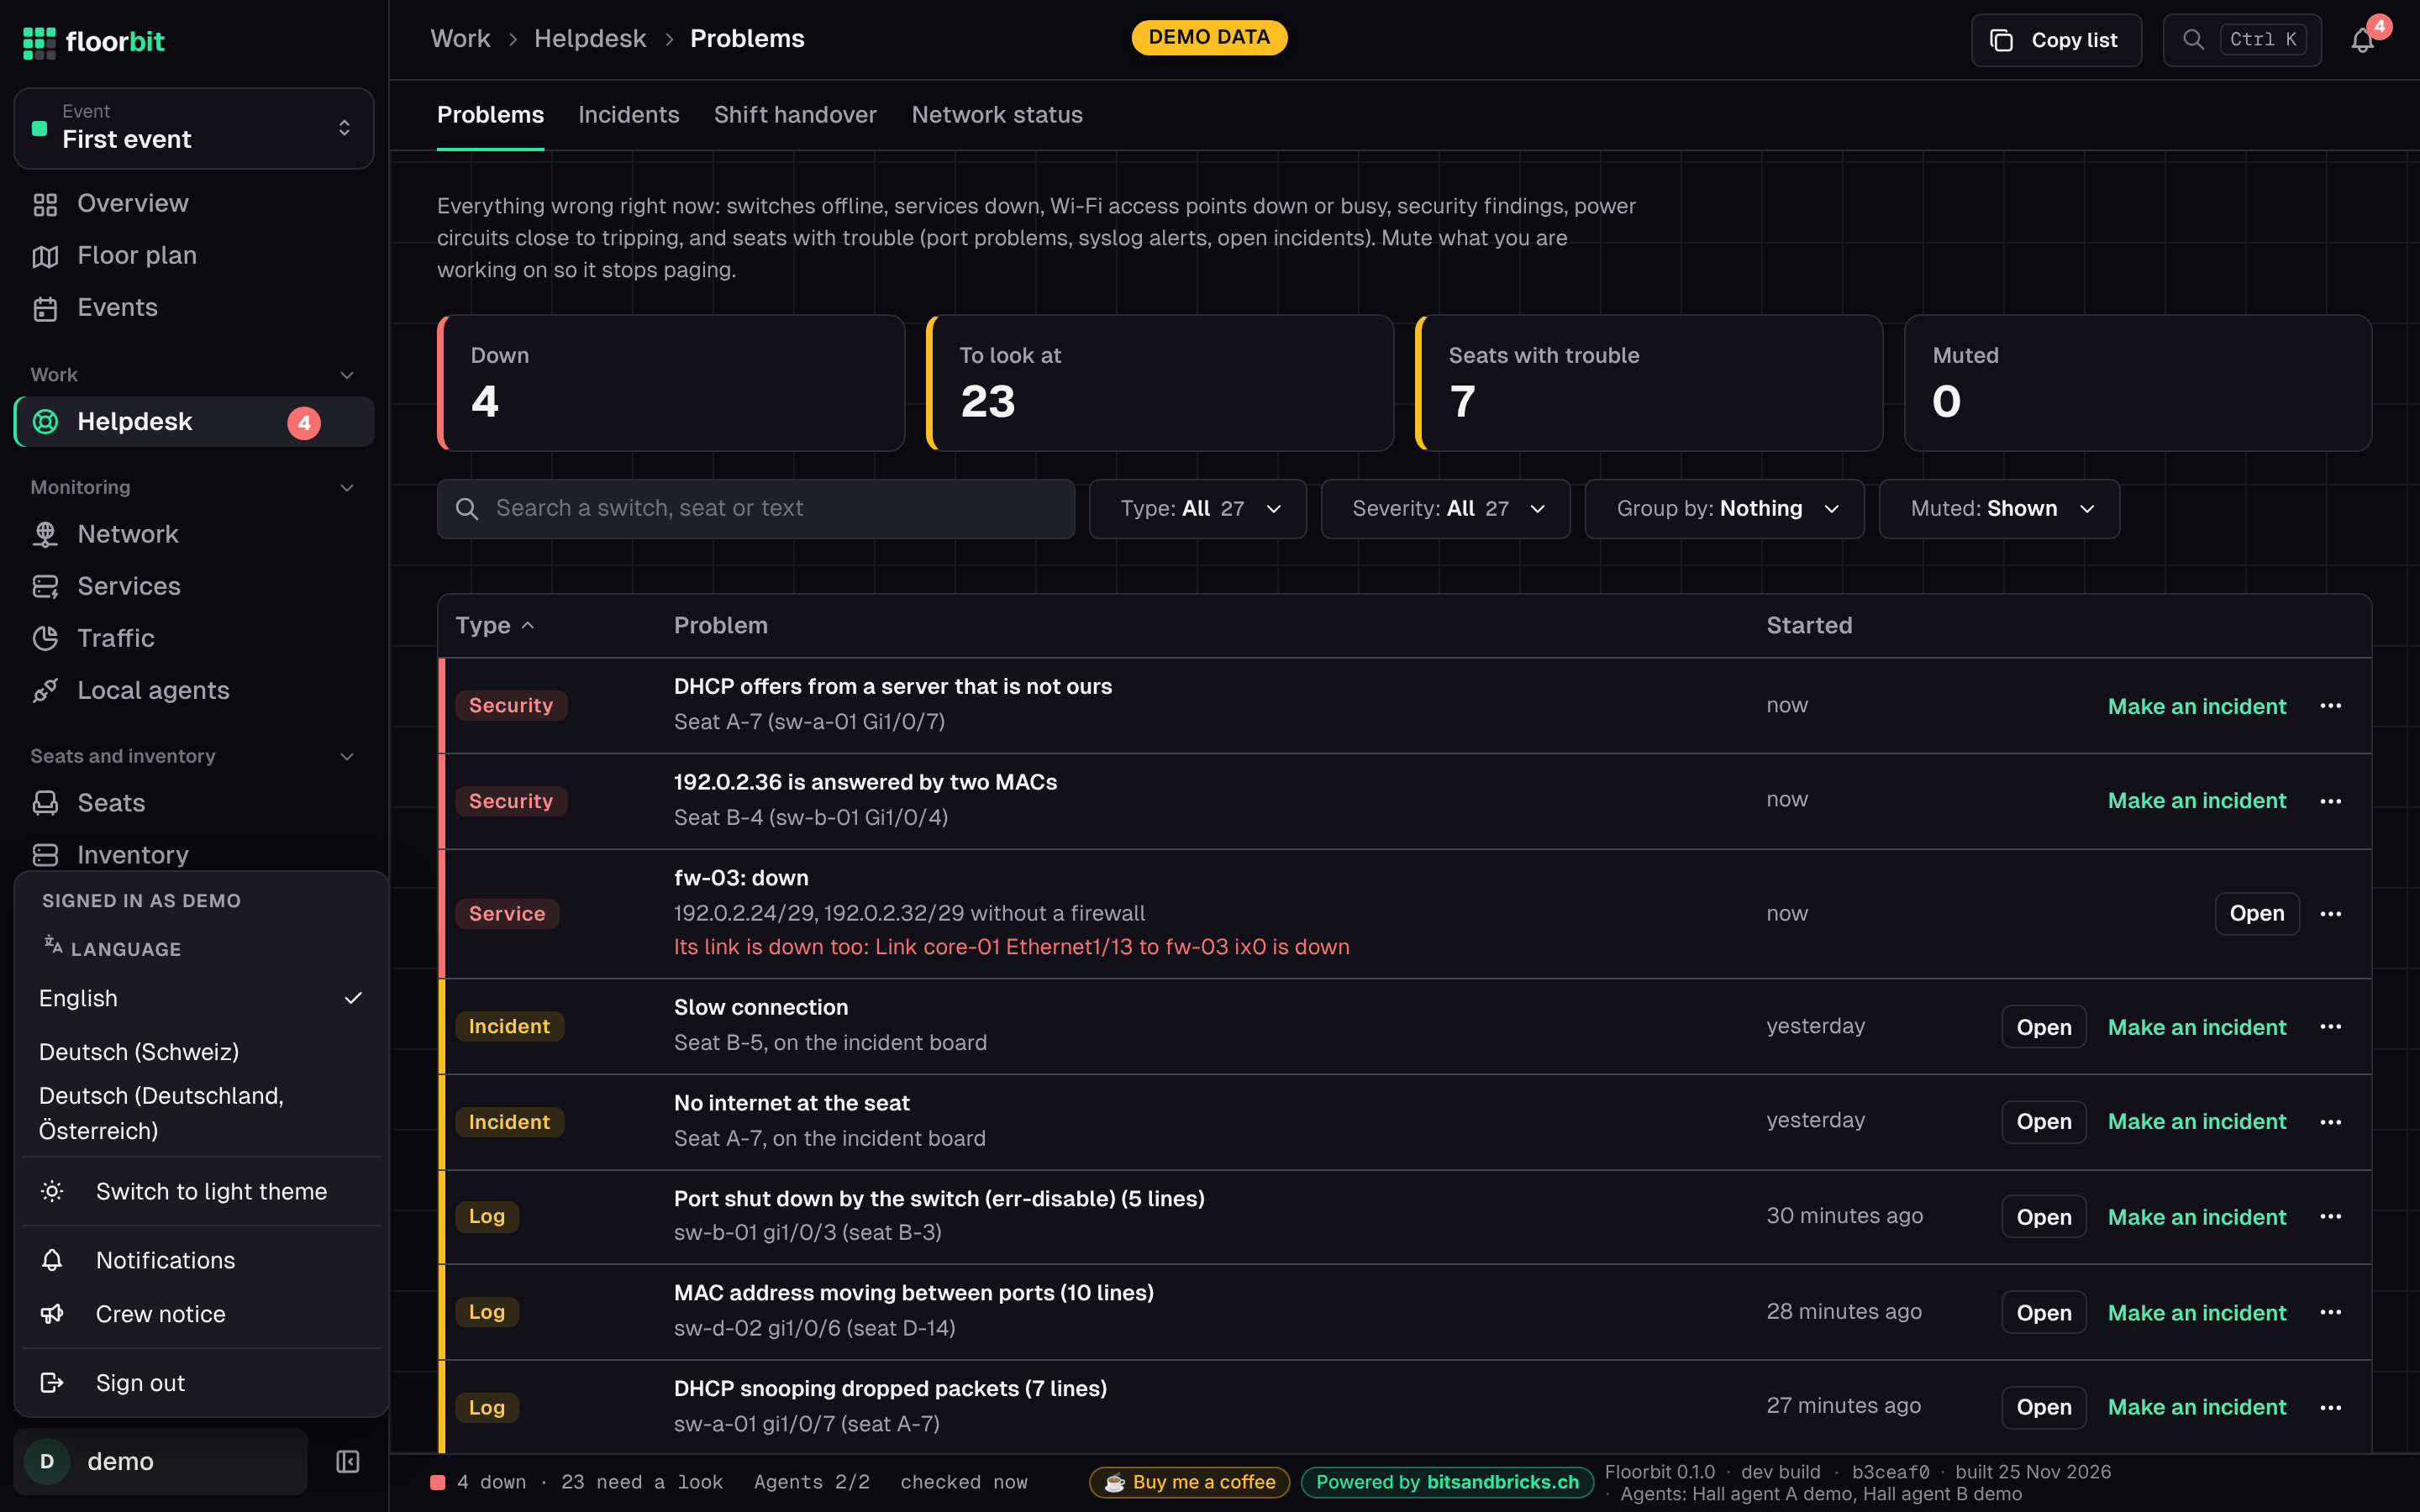 floorbit
Event
First event
Overview
Floor plan
Events
Work
Helpdesk 4
Monitoring
Network
Services
Traffic
Local agents
Seats and inventory
Seats
Inventory
SIGNED IN AS DEMO
LANGUAGE
English
Deutsch (Schweiz)
Deutsch (Deutschland,
Österreich)
Switch to light theme
Notifications
Crew notice
Sign out
D demo
Work > Helpdesk > Problems
DEMO DATA
Copy list
Ctrl K
4
Problems Incidents Shift handover Network status
Everything wrong right now: switches offline, services down, Wi-Fi access points down or busy, security findings, power
circuits close to tripping, and seats with trouble (port problems, syslog alerts, open incidents). Mute what you are
working on so it stops paging.
Down
4
To look at
23
Seats with trouble
7
Muted
0
Search a switch, seat or text
Type: All 27
Severity: All 27
Group by: Nothing
Muted: Shown
Type Problem Started
Security
DHCP offers from a server that is not ours
Seat A-7 (sw-a-01 Gi1/0/7)
now
Make an incident
Security
192.0.2.36 is answered by two MACs
Seat B-4 (sw-b-01 Gi1/0/4)
now
Make an incident
Service
fw-03: down
192.0.2.24/29, 192.0.2.32/29 without a firewall
Its link is down too: Link core-01 Ethernet1/13 to fw-03 ix0 is down
now
Open
Incident
Slow connection
Seat B-5, on the incident board
yesterday
Open Make an incident
Incident
No internet at the seat
Seat A-7, on the incident board
yesterday
Open Make an incident
Log
Port shut down by the switch (err-disable) (5 lines)
sw-b-01 gi1/0/3 (seat B-3)
30 minutes ago
Open Make an incident
Log
MAC address moving between ports (10 lines)
sw-d-02 gi1/0/6 (seat D-14)
28 minutes ago
Open Make an incident
Log
DHCP snooping dropped packets (7 lines)
sw-a-01 gi1/0/7 (seat A-7)
27 minutes ago
Open Make an incident
4 down · 23 need a look Agents 2/2 checked now
Buy me a coffee
Powered by bitsandbricks.ch
Floorbit 0.1.0 · dev build · b3ceaf0 · built 25 Nov 2026
· Agents: Hall agent A demo, Hall agent B demo